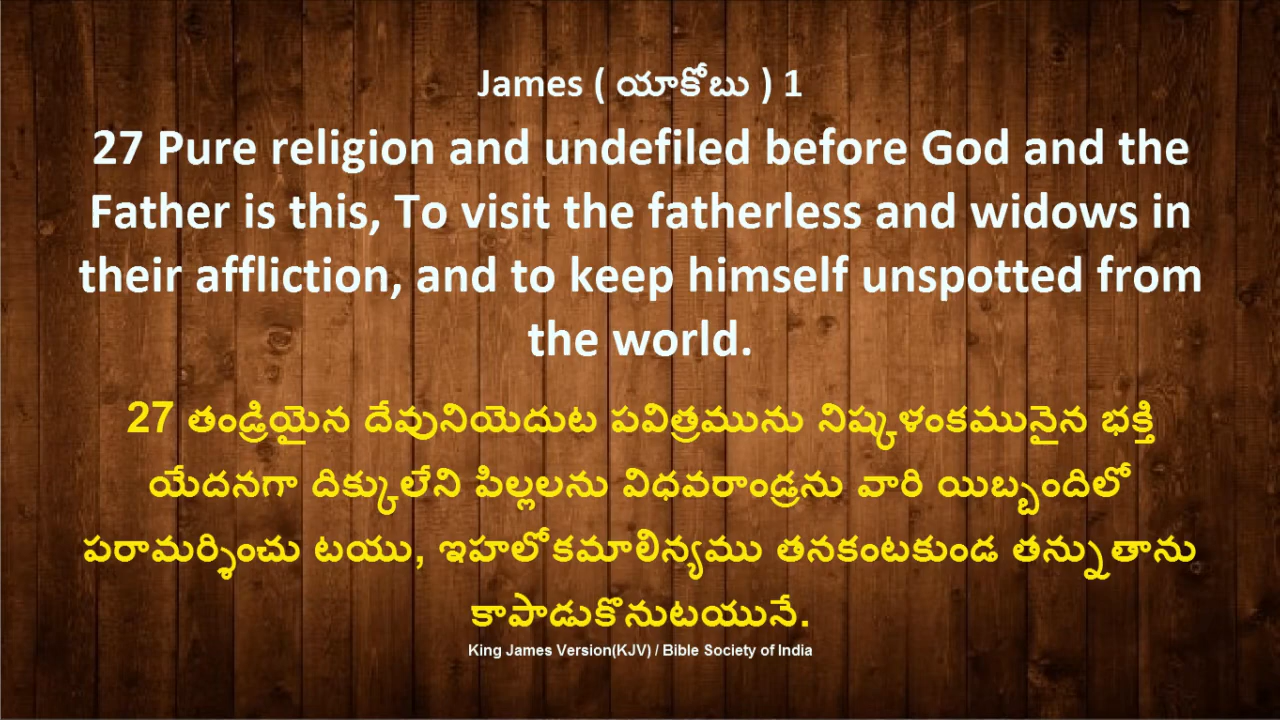 James ( యాకోబు ) 1
27 Pure religion and undefiled before God and the
Father is this, To visit the fatherless and widows in
their affliction, and to keep himself unspotted from
the world.
27 తండ్రియైన దేవునియెదుట పవిత్రమును నిష్కళంకమునైన భక్తి
యేదనగా దిక్కులేని పిల్లలను విధవరాండ్రను వారి యిబ్బందిలో
పరామర్శించు టయు, ఇహలోకమాలిన్యము తనకంటకుండ తన్నుతాను
కాపాడుకొనుటయునే.
King James Version(KJV) / Bible Society of India